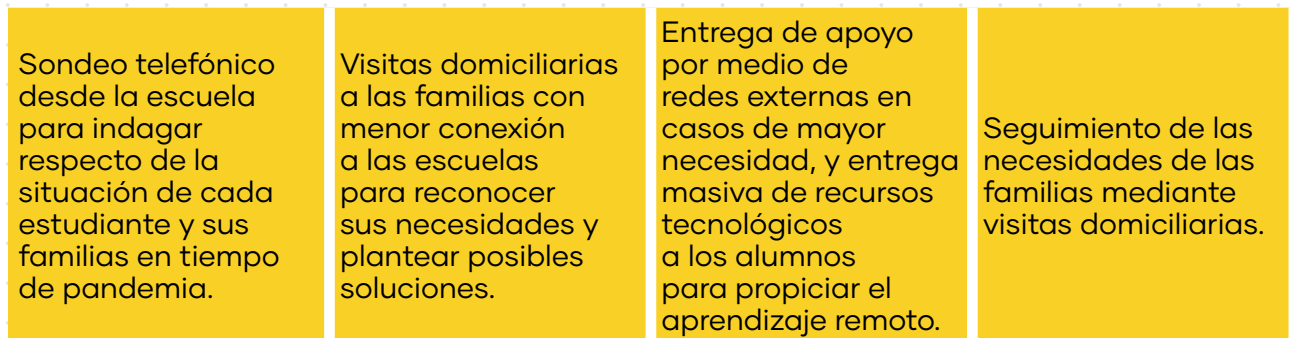 Sondeo telefónico
desde la escuela
para indagar
respecto de la
situación de cada
estudiante y sus
familias en tiempo
de pandemia.
Visitas domiciliarias
a las familias con
menor conexión
a las escuelas
para reconocer
sus necesidades y
plantear posibles
soluciones.
Entrega de apoyo
por medio de
redes externas en
casos de mayor
necesidad, y entrega
masiva de recursos
tecnológicos
a los alumnos
para propiciar el
aprendizaje remoto.
Seguimiento de las
necesidades de las
familias mediante
visitas domiciliarias.